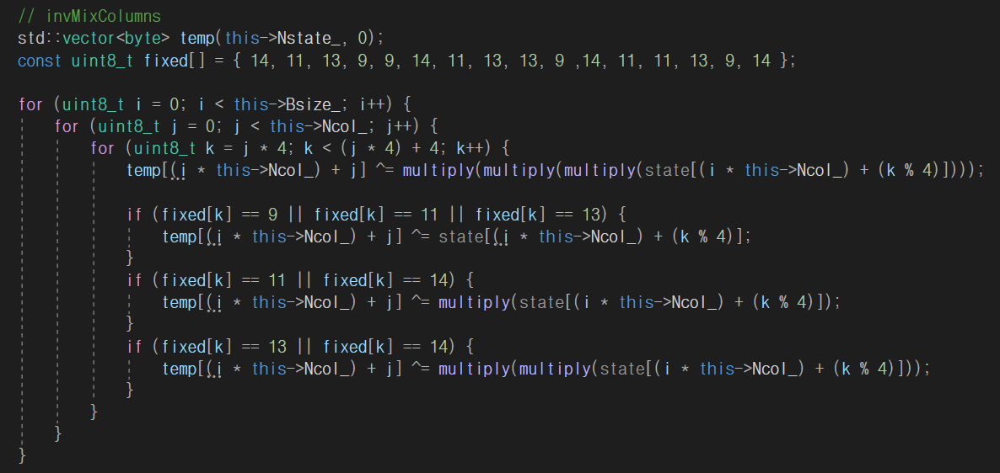 // invMixColumns
std::vector<byte> temp(this->Nstate_, 0);
const uint8_t fixed[] = { 14, 11, 13, 9, 9, 14, 11, 13, 13, 9 ,14, 11, 11, 13, 9, 14 };
for (uint8_t i = 0; i < this->Bsize_; i++) {
for (uint8_t j = 0; j < this->Ncol_; j++) {
for (uint8_t k = j * 4; k < (j * 4) + 4; k++) {
temp[(i * this->Ncol_) + j] ^= multiply(multiply(multiply(state[(i * this->Ncol_) + (k % 4)])));
if (fixed[k] == 9 || fixed[k] == 11 || fixed[k] == 13) {
temp[(i * this->Ncol_) + j] ^= state[(i * this->Ncol_) + (k % 4)];
}
if (fixed[k] == 11 || fixed[k] == 14) {
temp[(i * this->Ncol_) + j] ^= multiply(state[(i * this->Ncol_) + (k % 4)]);
}
if (fixed[k] == 13 || fixed[k] == 14) {
temp[(i * this->Ncol_) + j] ^= multiply(multiply(state[(i * this->Ncol_) + (k % 4)]));
}
}
}
}